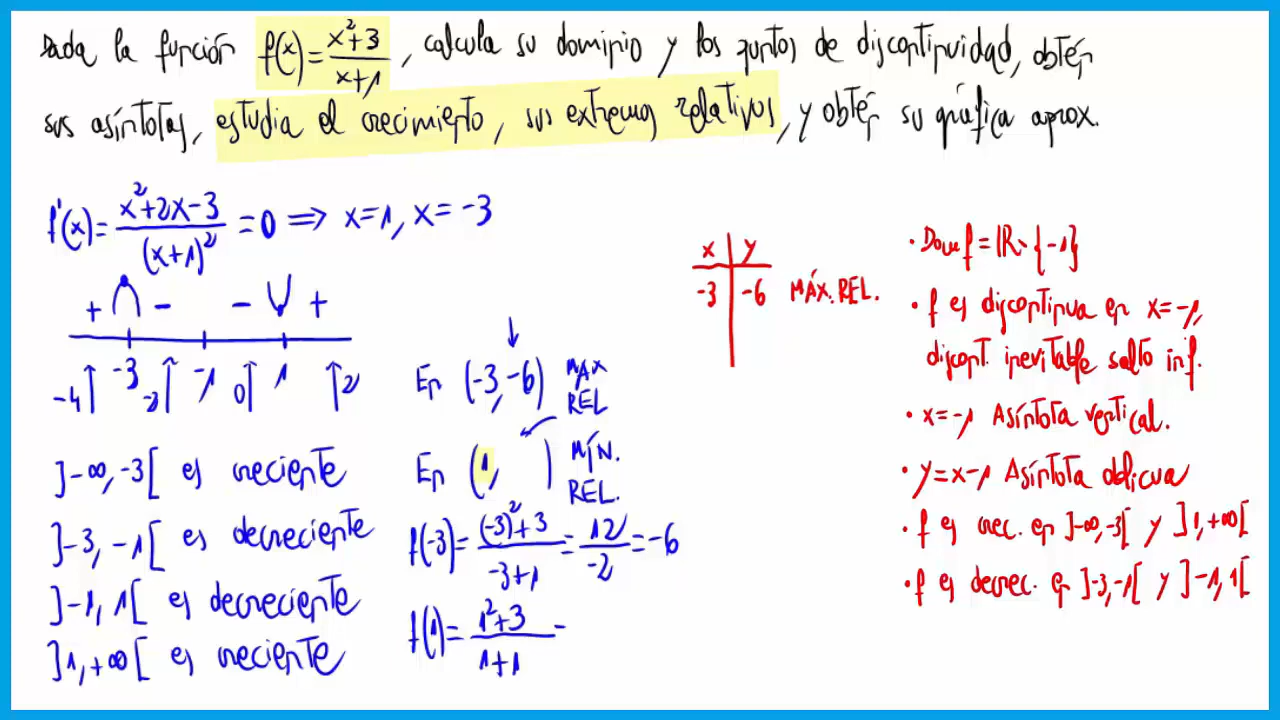 Dada la función f(x)= x²+3 / x+1 , calcula su dominio y los puntos de discontinuidad, obtén
sus asíntotas, estudia el crecimiento, sus extremos relativos, y obtén su gráfica aprox.
f'(x)= x²+2x-3 / (x+1)² =0 ⇒ x=1, x=-3
+ - - +
-3 -1 1
-4 -2 0 2
]-∞,-3[ es creciente
]-3,-1[ es decreciente
]-1,1[ es decreciente
]1,+∞[ es creciente
En (-3,-6) MAX
REL
En (1, ) MÍN.
REL.
f(-3)= (-3)²+3 / -3+1 = 12 / -2 = -6
f(1)= 1²+3 / 1+1 =
x y
-3 -6 MÁX.REL.
• Dom f = ℝ∖{-1}
• f es discontinua en x=-1,
discont. inevitable salto inf.
• x=-1 Asíntota vertical.
• y=x-1 Asíntota oblicua
• f es crec. en ]-∞,-3[ y ]1,+∞[
• f es decrec. en ]-3,-1[ y ]-1,1[